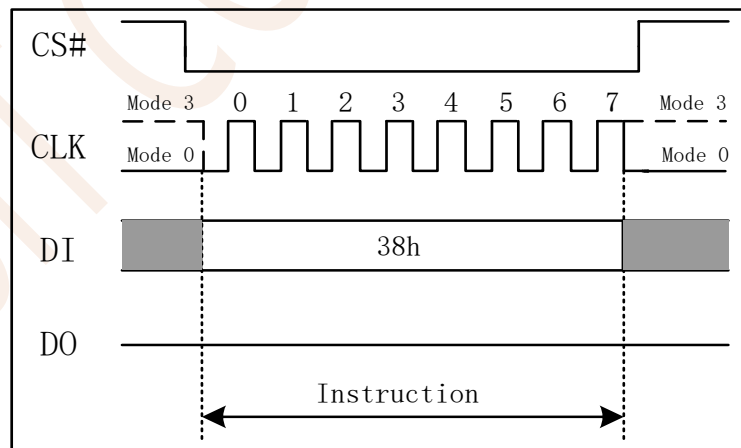 CS#
Mode 3 0 1 2 3 4 5 6 7 Mode 3
CLK
Mode 0 Mode 0
DI 38h
DO
Instruction